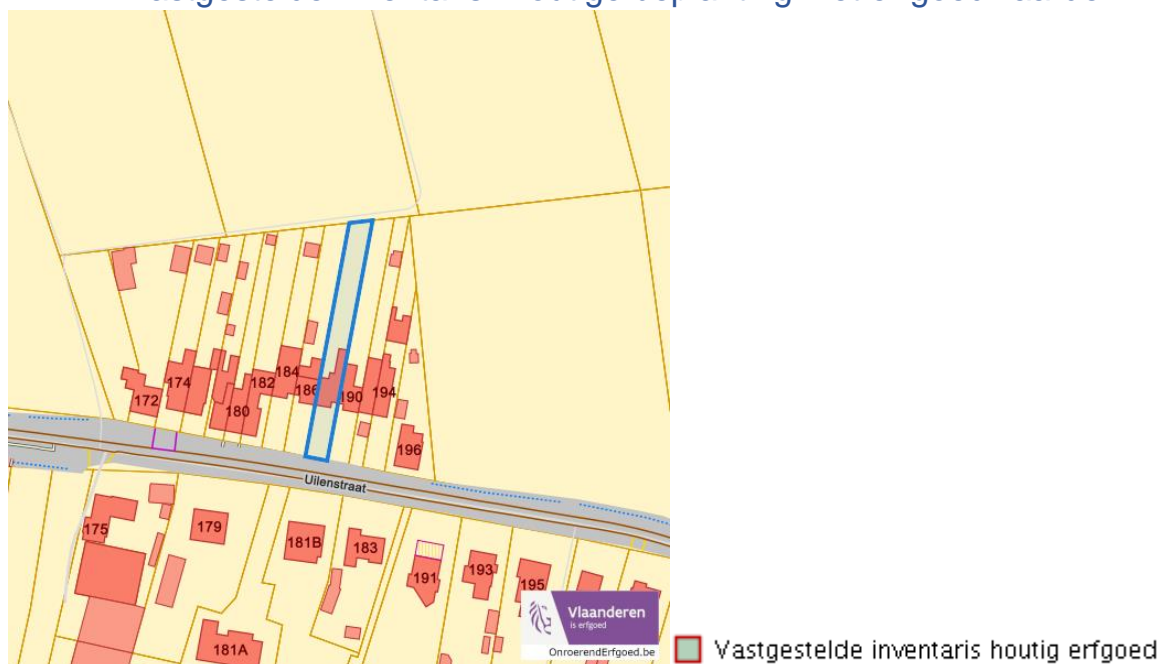 172
174
180
182
184
186
190
194
196
Uilenstraat
175
179
181B
183
191
193
195
181A
Vlaanderen
is erfgoed
OnroerendErfgoed.be
Vastgestelde inventaris houtig erfgoed